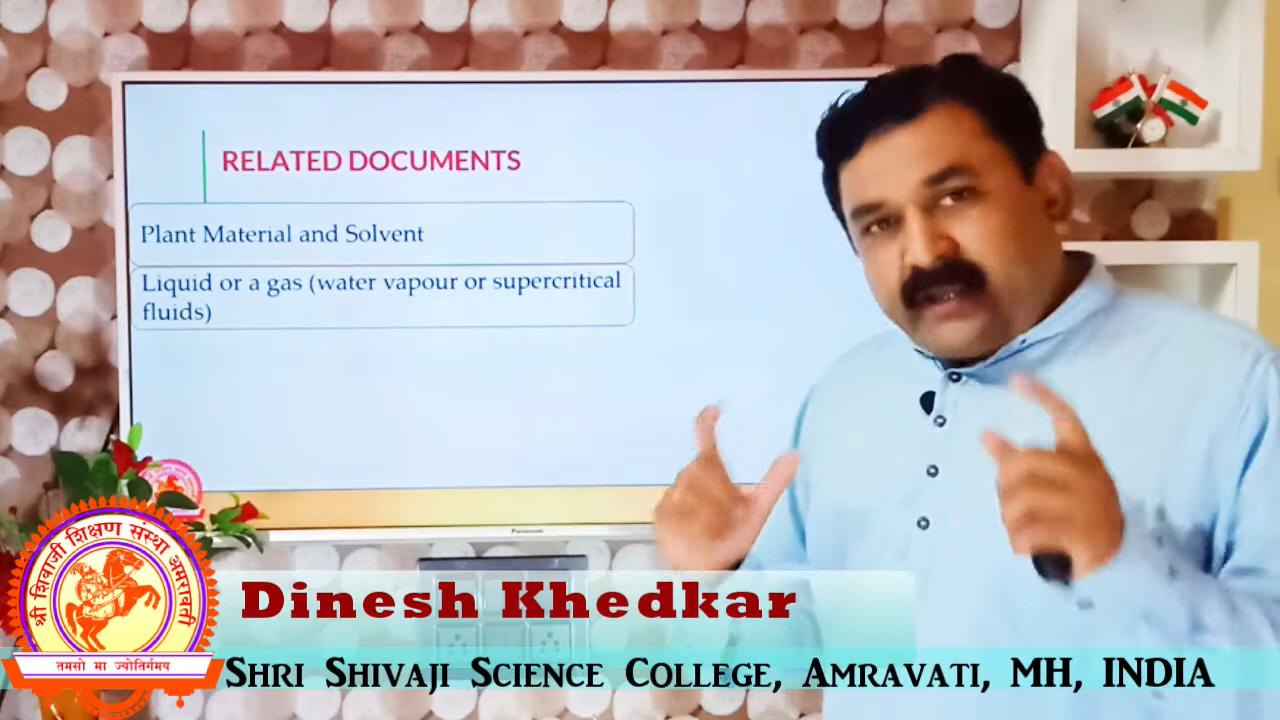 RELATED DOCUMENTS
Plant Material and Solvent
Liquid or a gas (water vapour or supercritical
fluids)
Panasonic
श्री शिवाजी शिक्षण संस्था अमरावती
तमसो मा ज्योतिर्गमय
Dinesh Khedkar
SHRI SHIVAJI SCIENCE COLLEGE, AMRAVATI, MH, INDIA